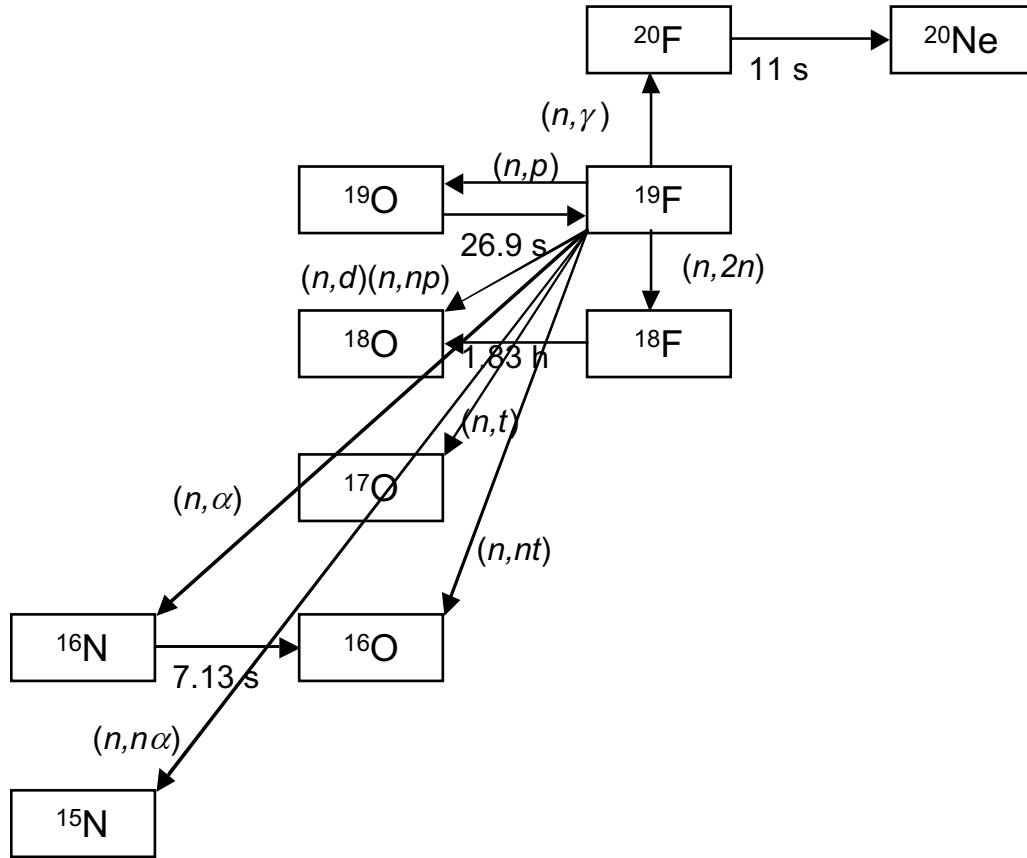 ²⁰F
²⁰Ne
11 s
(n,γ)
(n,p)
¹⁹O
¹⁹F
26.9 s
(n,d)(n,np)
(n,2n)
¹⁸O
1.83 h
¹⁸F
(n,t)
¹⁷O
(n,α)
(n,nt)
¹⁶N
¹⁶O
7.13 s
(n,nα)
¹⁵N